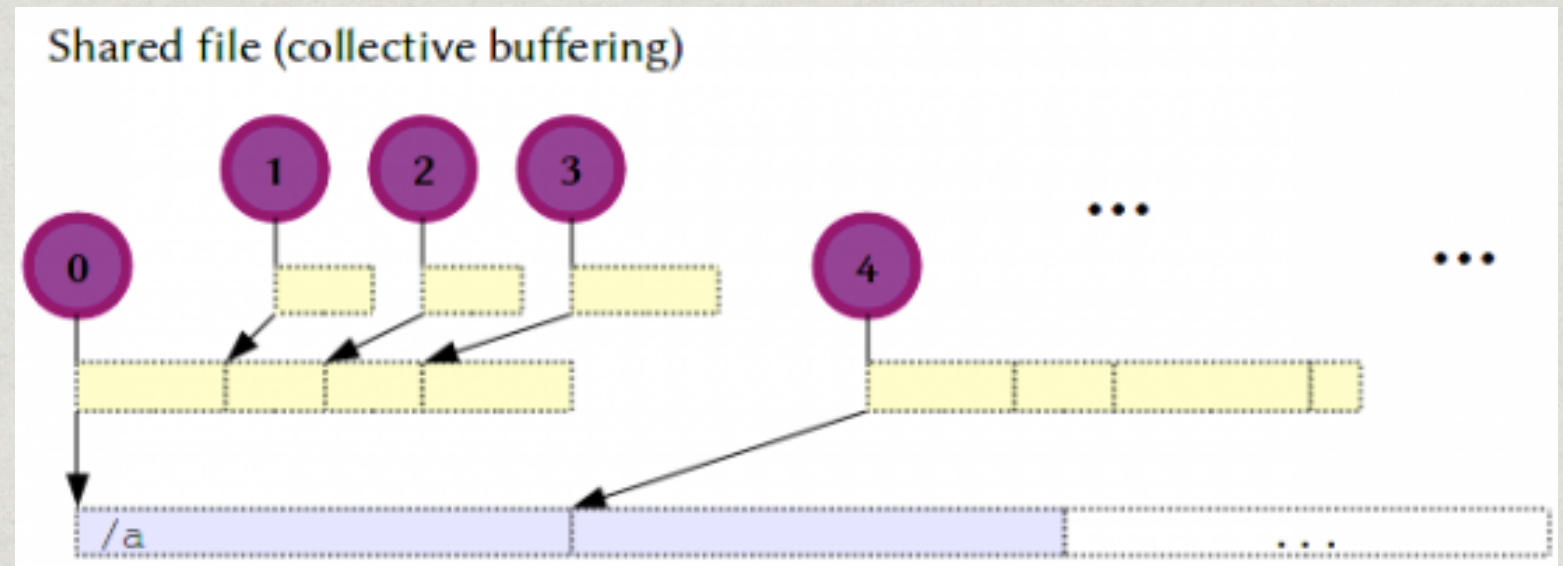 Shared file (collective buffering)
1 2 3
...
0 4
...
/a ...